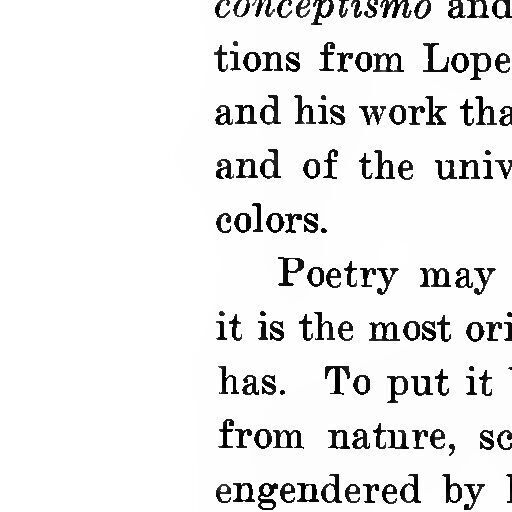 conceptismo and
tions from Lope
and his work tha
and of the univ
colors.
Poetry may
it is the most ori
has. To put it
from nature, sc
engendered by